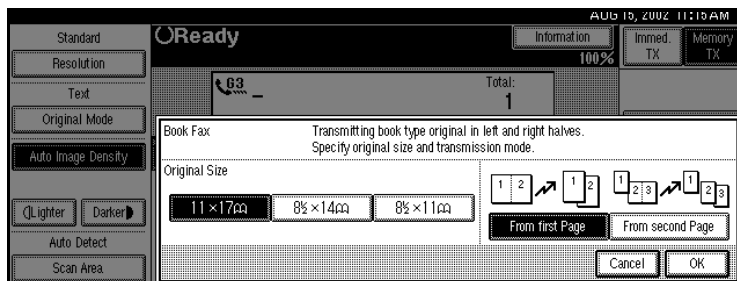 AUG 15, 2002 11:15AM
Standard
Resolution
Text
Original Mode
Auto Image Density
Lighter Darker
Auto Detect
Scan Area
Ready
Information
100%
Immed. TX
Memory TX
63 _
Total:
1
Book Fax
Transmitting book type original in left and right halves.
Specify original size and transmission mode.
Original Size
11×17 8½×14 8½×11
1 2 1 2 1 2 3 1 2 3
From first Page From second Page
Cancel OK